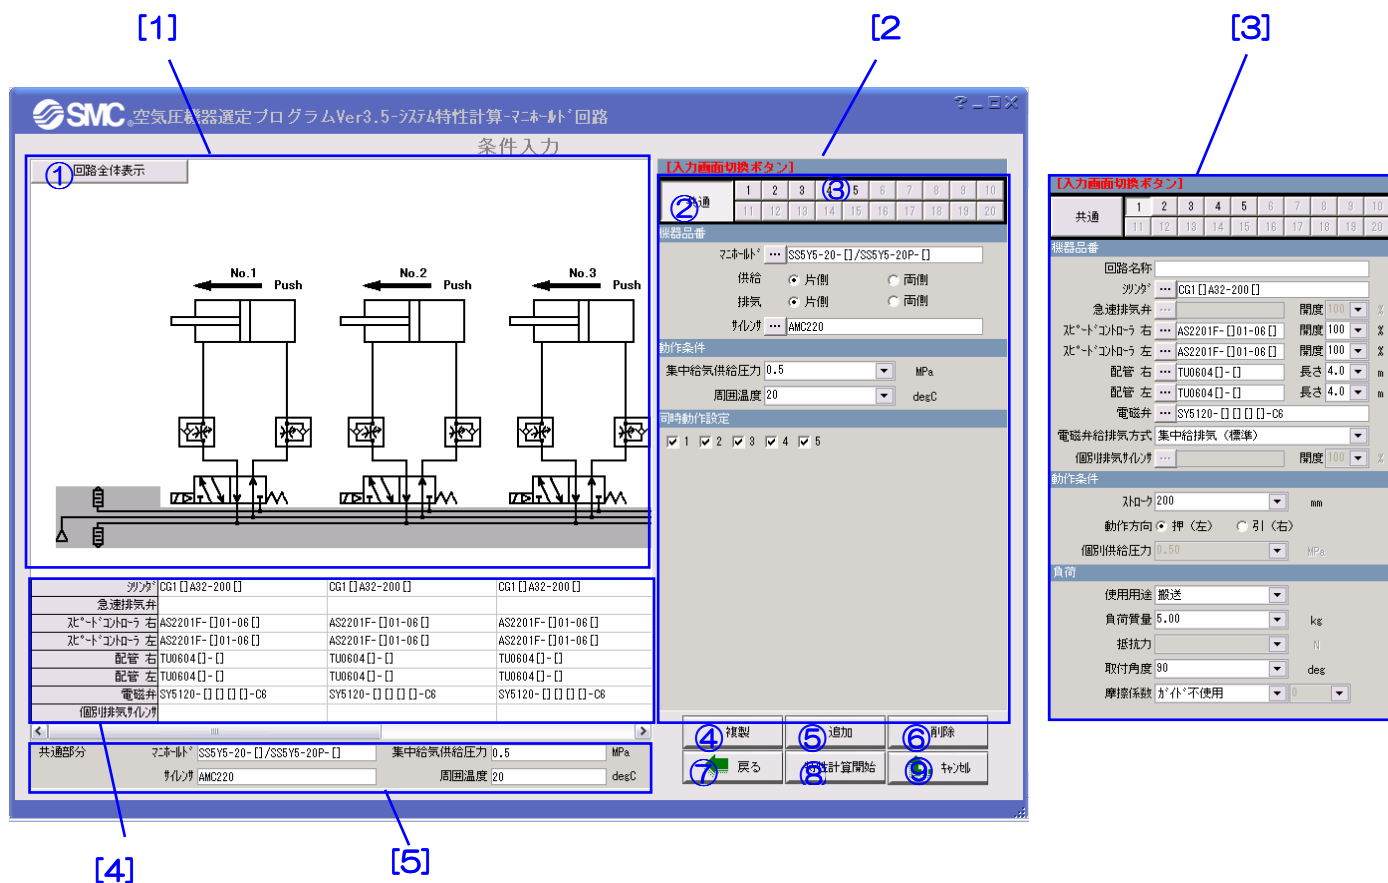 [1]
[2
[3]
SMC 空気圧機器選定プログラムVer3.5-ｼｽﾃﾑ特性計算-ﾏﾆﾎｰﾙﾄﾞ回路
条件入力
① 回路全体表示
No.1 Push
No.2 Push
No.3 Push
ｼﾘﾝﾀﾞ CG1[]A32-200[] CG1[]A32-200[] CG1[]A32-200[]
急速排気弁
ｽﾋﾟｰﾄﾞｺﾝﾄﾛｰﾗ 右 AS2201F-[]01-06[] AS2201F-[]01-06[] AS2201F-[]01-06[]
ｽﾋﾟｰﾄﾞｺﾝﾄﾛｰﾗ 左 AS2201F-[]01-06[] AS2201F-[]01-06[] AS2201F-[]01-06[]
配管 右 TU0604[]-[] TU0604[]-[] TU0604[]-[]
配管 左 TU0604[]-[] TU0604[]-[] TU0604[]-[]
電磁弁 SY5120-[][][][]-C6 SY5120-[][][][]-C6 SY5120-[][][][]-C6
個別排気ｻｲﾚﾝｻ
共通部分 ﾏﾆﾎｰﾙﾄﾞ SS5Y5-20-[]/SS5Y5-20P-[] 集中給気供給圧力 0.5 MPa
ｻｲﾚﾝｻ AMC220 周囲温度 20 degC
[入力画面切換ボタン]
共通 ② 1 2 3 4 ③ 5 6 7 8 9 10
11 12 13 14 15 16 17 18 19 20
機器品番
ﾏﾆﾎｰﾙﾄﾞ ... SS5Y5-20-[]/SS5Y5-20P-[]
供給 片側 両側
排気 片側 両側
ｻｲﾚﾝｻ ... AMC220
動作条件
集中給気供給圧力 0.5 MPa
周囲温度 20 degC
同時動作設定
1 2 3 4 5
④ 複製 ⑤ 追加 ⑥ 削除
⑦ 戻る ⑧ 特性計算開始 ⑨ ｷｬﾝｾﾙ
[入力画面切換ボタン]
共通 1 2 3 4 5 6 7 8 9 10
11 12 13 14 15 16 17 18 19 20
機器品番
回路名称
ｼﾘﾝﾀﾞ ... CG1[]A32-200[]
急速排気弁 ... 開度 100 %
ｽﾋﾟｰﾄﾞｺﾝﾄﾛｰﾗ 右 ... AS2201F-[]01-06[] 開度 100 %
ｽﾋﾟｰﾄﾞｺﾝﾄﾛｰﾗ 左 ... AS2201F-[]01-06[] 開度 100 %
配管 右 ... TU0604[]-[] 長さ 4.0 m
配管 左 ... TU0604[]-[] 長さ 4.0 m
電磁弁 ... SY5120-[][][][]-C6
電磁弁給排気方式 集中給排気（標準）
個別排気ｻｲﾚﾝｻ ... 開度 100 %
動作条件
ｽﾄﾛｰｸ 200 mm
動作方向 押（左） 引（右）
個別供給圧力 0.50 MPa
負荷
使用用途 搬送
負荷質量 5.00 kg
抵抗力 N
取付角度 90 deg
摩擦係数 ｶﾞｲﾄﾞ不使用 0
[4]
[5]